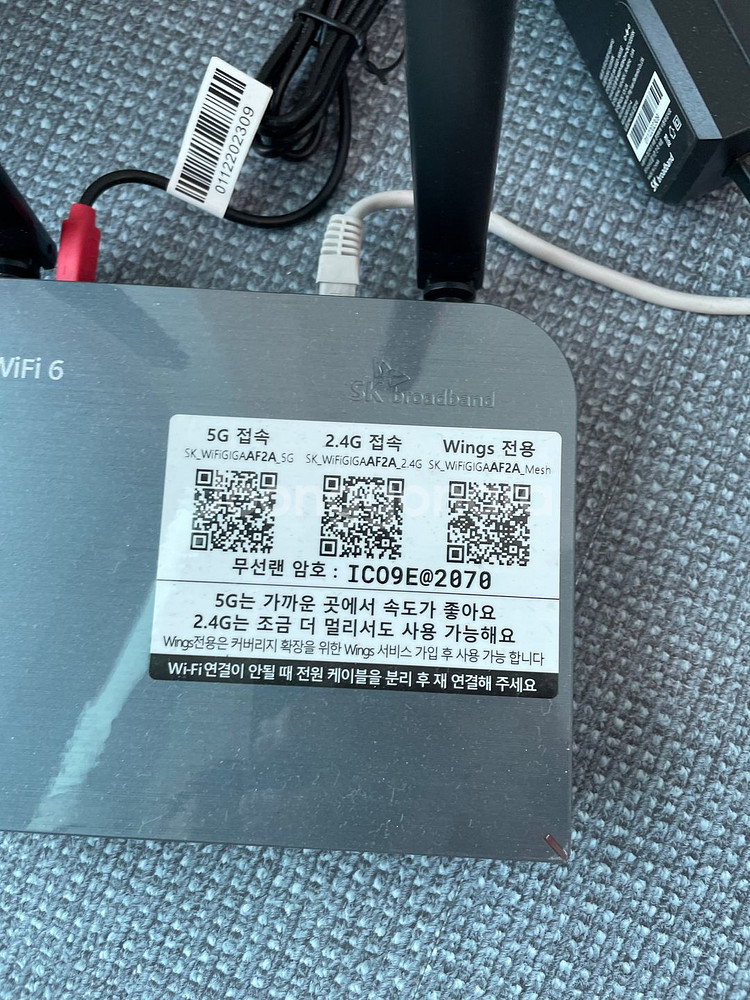 0112202309
SK broadband
WiFi 6
SK broadband
5G 접속
SK_WiFiGIGAAF2A_5G
2.4G 접속
SK_WiFiGIGAAF2A_2.4G
Wings 전용
SK_WiFiGIGAAF2A_Mesh
무선랜 암호 : ICO9E@2070
5G는 가까운 곳에서 속도가 좋아요
2.4G는 조금 더 멀리서도 사용 가능해요
Wings전용은 커버리지 확장을 위한 Wings 서비스 가입 후 사용 가능 합니다
Wi-Fi 연결이 안될 때 전원 케이블을 분리 후 재 연결해 주세요